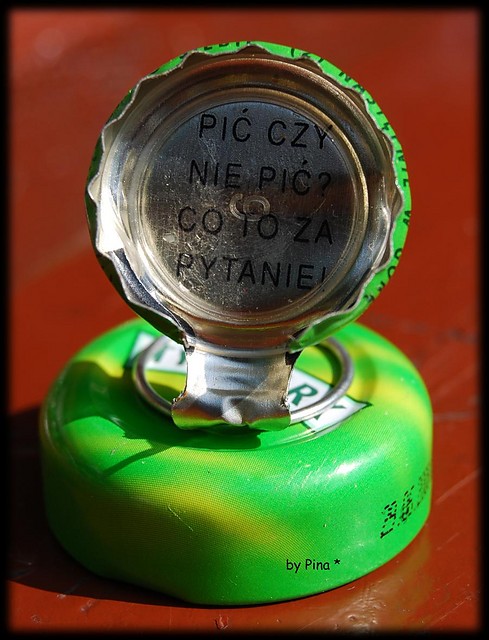 PIĆ CZY
NIE PIĆ?
CO TO ZA
PYTANIE!
by Pina *